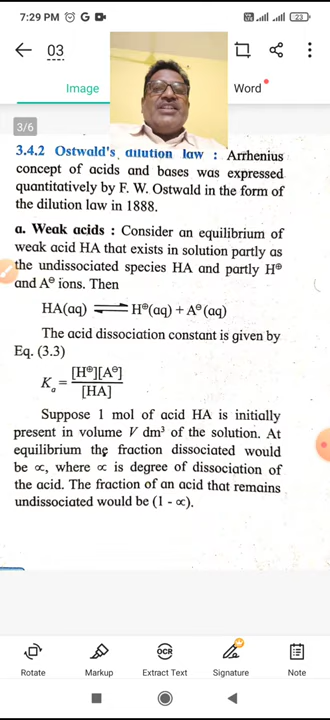 7:29 PM
23
03
Image
Word
3/6
3.4.2 Ostwald's dilution law : Arrhenius
concept of acids and bases was expressed
quantitatively by F. W. Ostwald in the form of
the dilution law in 1888.
a. Weak acids : Consider an equilibrium of
weak acid HA that exists in solution partly as
the undissociated species HA and partly H⊕
and A⊖ ions. Then
HA(aq) ⇌ H⊕(aq) + A⊖(aq)
The acid dissociation constant is given by
Eq. (3.3)
Kₐ = [H⊕][A⊖] / [HA]
Suppose 1 mol of acid HA is initially
present in volume V dm³ of the solution. At
equilibrium the fraction dissociated would
be ∝, where ∝ is degree of dissociation of
the acid. The fraction of an acid that remains
undissociated would be (1 - ∝).
OCR
Rotate
Markup
Extract Text
Signature
Note